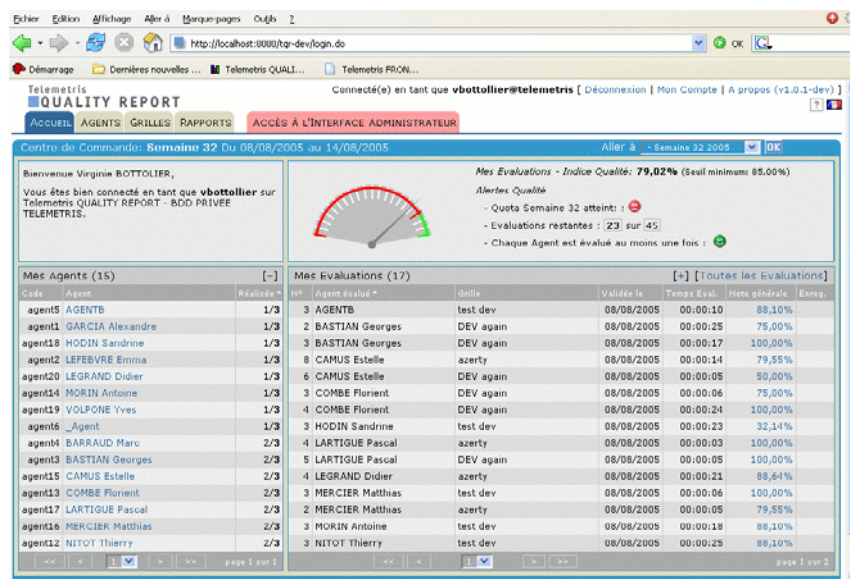 Fichier Edition Affichage Aller à Marque-pages Outils ?
http://localhost:8080/tqr-dev/login.do OK
Démarrage Dernières nouvelles ... Telemetris QUALI... Telemetris FRON...
Telemetris
QUALITY REPORT
Connecté(e) en tant que vbottollier@telemetris [ Déconnexion | Mon Compte | A propos (v1.0.1-dev) ]
?
ACCUEIL AGENTS GRILLES RAPPORTS ACCÈS À L'INTERFACE ADMINISTRATEUR
Centre de Commande: Semaine 32 Du 08/08/2005 au 14/08/2005 Aller à - Semaine 32 2005 OK
Bienvenue Virginie BOTTOLIER,
Vous êtes bien connecté en tant que vbottollier sur
Telemetris QUALITY REPORT - BDD PRIVEE
TELEMETRIS.
Mes Evaluations - Indice Qualité: 79,02% (Seuil minimum: 85,00%)
Alertes Qualité
- Quota Semaine 32 atteint: :
- Evaluations restantes : 23 sur 45
- Chaque Agent est évalué au moins une fois :
Mes Agents (15) [-]
Code Agent Réalisée
agent5 AGENTB 1/3
agent1 GARCIA Alexandre 1/3
agent18 HODIN Sandrine 1/3
agent2 LEFEBVRE Emma 1/3
agent20 LEGRAND Didier 1/3
agent14 MORIN Antoine 1/3
agent19 VOLPONE Yves 1/3
agent6 _Agent 1/3
agent4 BARRAUD Marc 2/3
agent3 BASTIAN Georges 2/3
agent15 CAMUS Estelle 2/3
agent13 COMBE Florient 2/3
agent17 LARTIGUE Pascal 2/3
agent16 MERCIER Matthias 2/3
agent12 NITOT Thierry 2/3
<< < 1 > >> page 1 sur 1
Mes Evaluations (17) [+] [Toutes les Evaluations]
N° Agent évalué Grille Validée le Temps Eval. Note générale Enreg.
3 AGENTB test dev 08/08/2005 00:00:10 88,10%
2 BASTIAN Georges DEV again 08/08/2005 00:00:25 75,00%
3 BASTIAN Georges DEV again 08/08/2005 00:00:17 100,00%
8 CAMUS Estelle azerty 08/08/2005 00:00:14 79,55%
6 CAMUS Estelle DEV again 08/08/2005 00:00:05 50,00%
3 COMBE Florient DEV again 08/08/2005 00:00:06 75,00%
4 COMBE Florient DEV again 08/08/2005 00:00:24 100,00%
3 HODIN Sandrine test dev 08/08/2005 00:00:23 32,14%
4 LARTIGUE Pascal azerty 08/08/2005 00:00:03 100,00%
5 LARTIGUE Pascal DEV again 08/08/2005 00:00:05 100,00%
4 LEGRAND Didier azerty 08/08/2005 00:00:21 88,64%
3 MERCIER Matthias test dev 08/08/2005 00:00:06 100,00%
2 MERCIER Matthias azerty 08/08/2005 00:00:05 79,55%
3 MORIN Antoine test dev 08/08/2005 00:00:18 88,10%
3 NITOT Thierry test dev 08/08/2005 00:00:25 88,10%
<< < 1 > >> page 1 sur 2